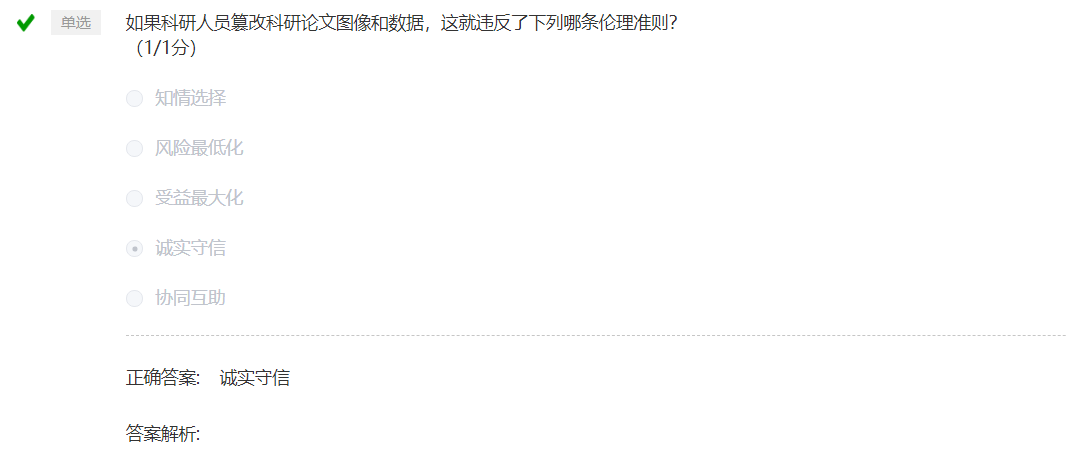 单选 如果科研人员篡改科研论文图像和数据，这就违反了下列哪条伦理准则？
（1/1分）
知情选择
风险最低化
受益最大化
诚实守信
协同互助
正确答案: 诚实守信
答案解析: